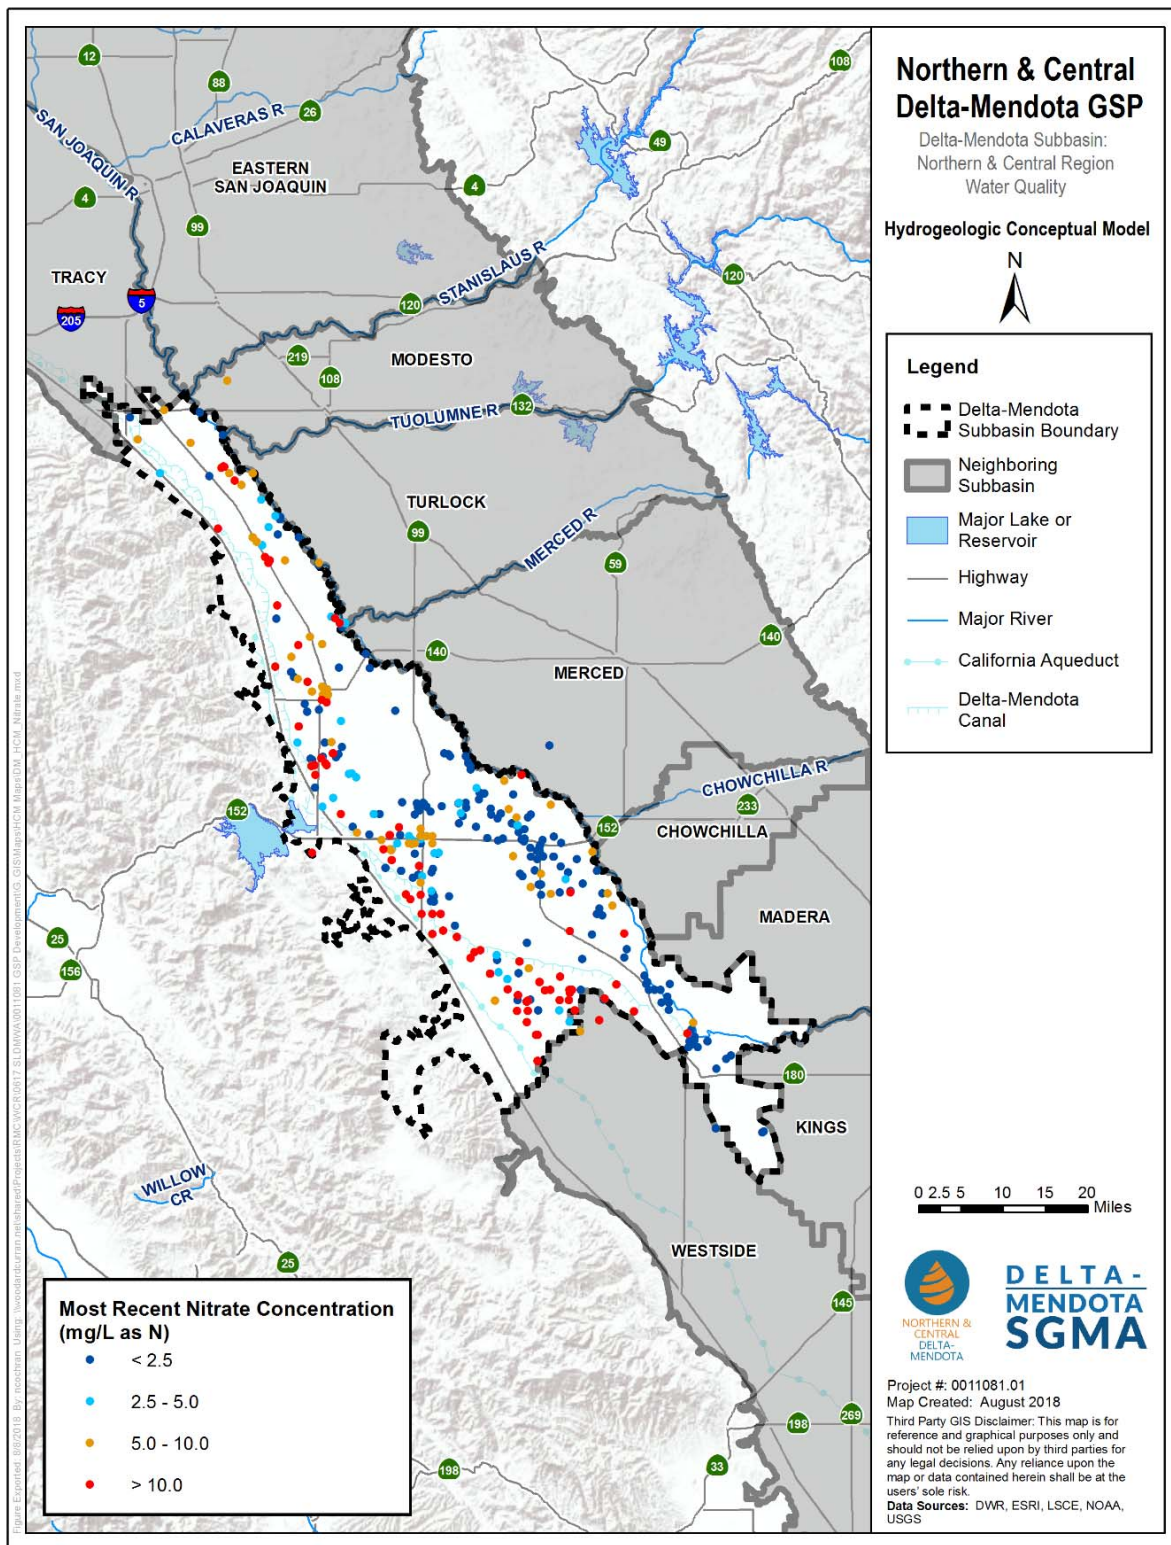 Northern & Central
Delta-Mendota GSP
Delta-Mendota Subbasin:
Northern & Central Region
Water Quality
Hydrogeologic Conceptual Model
N
Legend
Delta-Mendota
Subbasin Boundary
Neighboring
Subbasin
Major Lake or
Reservoir
Highway
Major River
California Aqueduct
Delta-Mendota
Canal
12
88
26
108
49
4
4
99
SAN JOAQUIN R
CALAVERAS R
EASTERN
SAN JOAQUIN
TRACY
5
205
120
STANISLAUS R
120
219
108
MODESTO
TUOLUMNE R
132
TURLOCK
99
MERCED R
59
140
140
MERCED
CHOWCHILLA R
233
152
152
CHOWCHILLA
MADERA
25
156
180
KINGS
WILLOW
CR
25
WESTSIDE
145
198
269
33
198
0 2.5 5 10 15 20
Miles
Most Recent Nitrate Concentration
(mg/L as N)
< 2.5
2.5 - 5.0
5.0 - 10.0
> 10.0
NORTHERN &
CENTRAL
DELTA-
MENDOTA
DELTA-
MENDOTA
SGMA
Project #: 0011081.01
Map Created: August 2018
Third Party GIS Disclaimer: This map is for
reference and graphical purposes only and
should not be relied upon by third parties for
any legal decisions. Any reliance upon the
map or data contained herein shall be at the
users' sole risk.
Data Sources: DWR, ESRI, LSCE, NOAA,
USGS